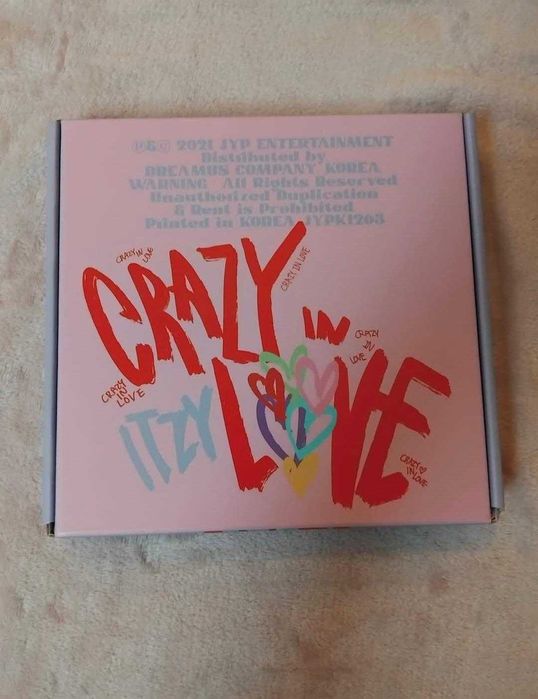 ℗&© 2021 JYP ENTERTAINMENT
Distributed by
DREAMUS COMPANY KOREA
WARNING All Rights Reserved
Unauthorized Duplication
& Rent is Prohibited
Printed in KOREA JYPK1263
CRAZY IN
LOVE
CRAZY IN LOVE
CRAZY
IN
LOVE
CRAZY
IN
LOVE
CRAZY
IN
LOVE
ITZY
CRAZY
IN LOVE